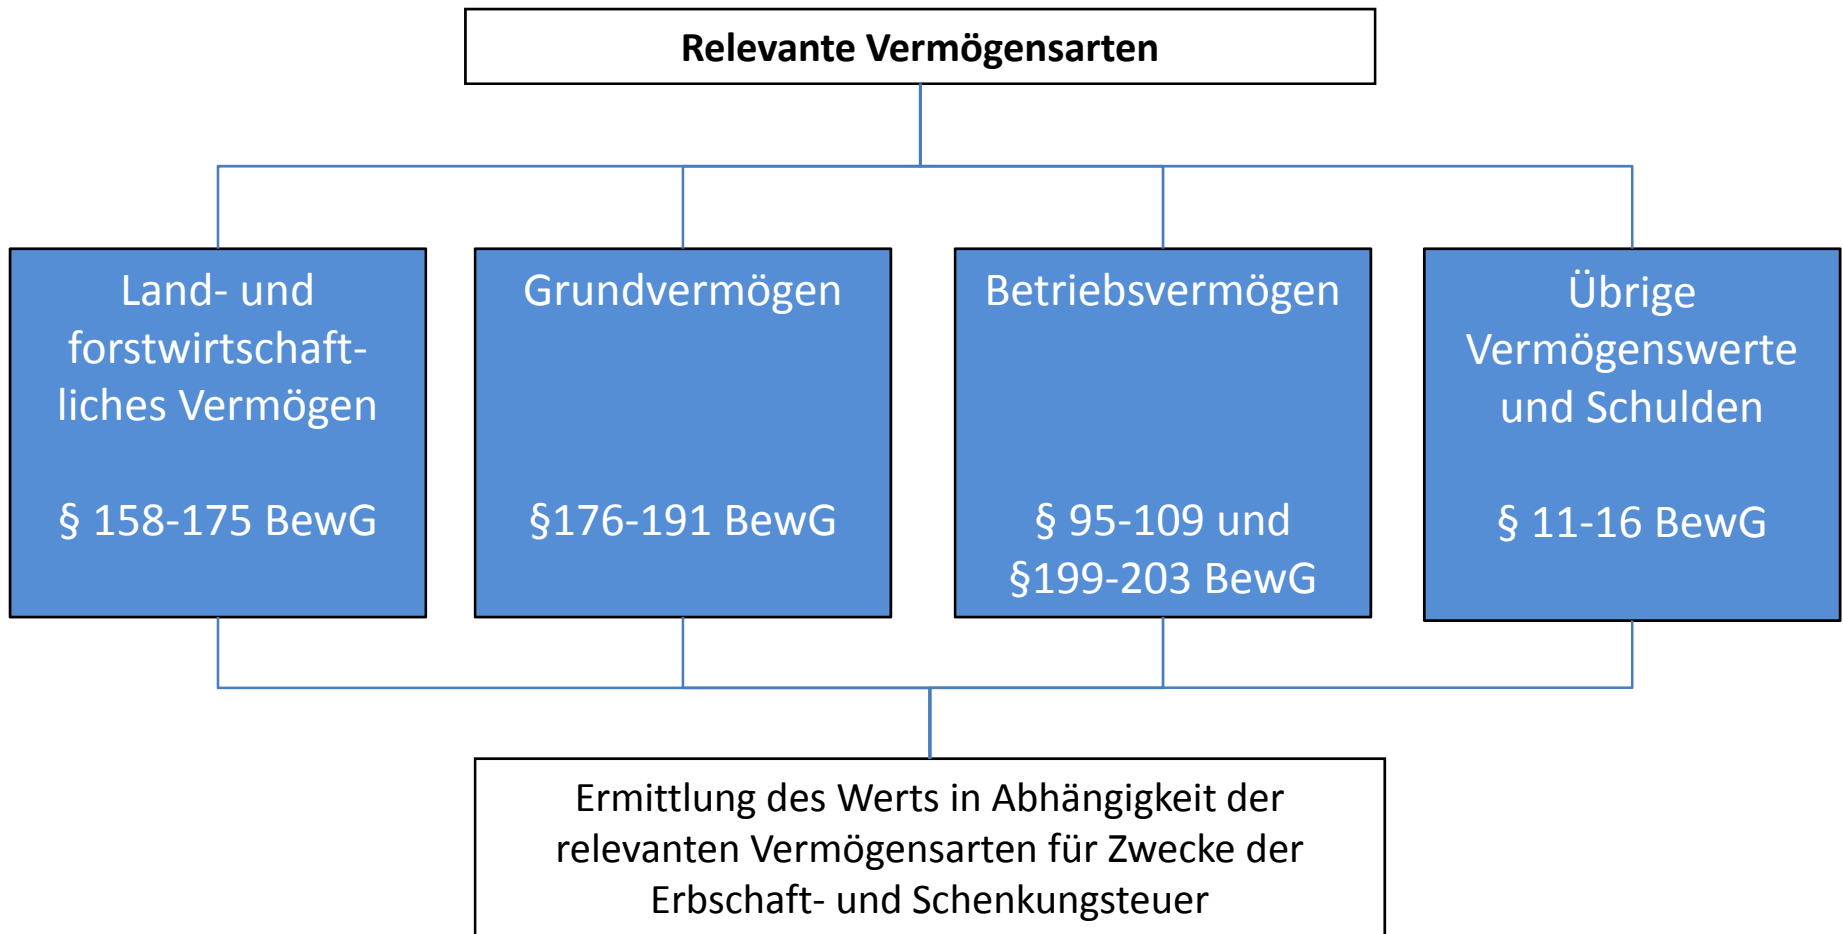 Relevante Vermögensarten
Land- und
forstwirtschaft-
liches Vermögen
§ 158-175 BewG
Grundvermögen
§176-191 BewG
Betriebsvermögen
§ 95-109 und
§199-203 BewG
Übrige
Vermögenswerte
und Schulden
§ 11-16 BewG
Ermittlung des Werts in Abhängigkeit der
relevanten Vermögensarten für Zwecke der
Erbschaft- und Schenkungsteuer